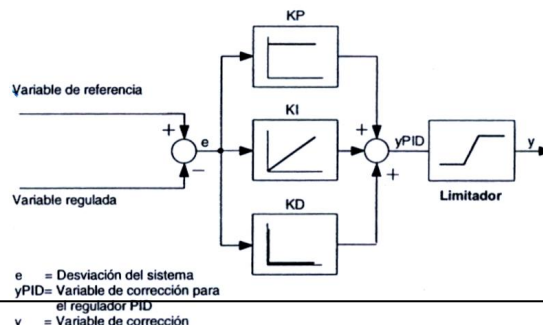 KP
Variable de referencia
+
KI
+
e
yPID
y
−
+
Variable regulada
KD
Limitador
e = Desviación del sistema
yPID= Variable de corrección para
el regulador PID
y = Variable de corrección